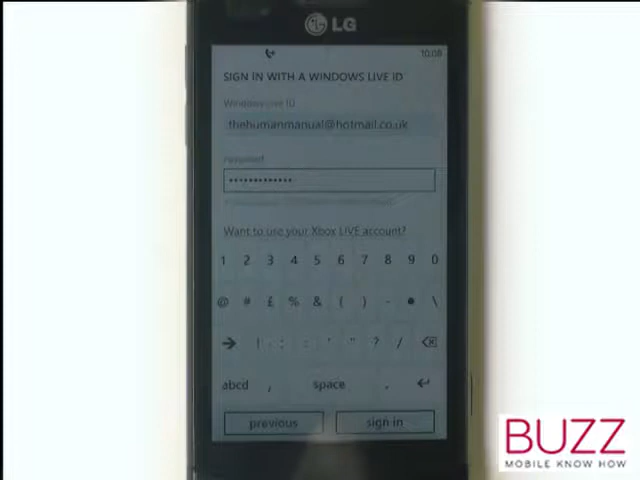 LG
10:08
SIGN IN WITH A WINDOWS LIVE ID
Windows Live ID
thehumanmanual@hotmail.co.uk
Password
•••••••••••••
Want to use your Xbox LIVE account?
1 2 3 4 5 6 7 8 9 0
@ # £ % & ( ) - \
! ; : ' " ? /
abcd , space .
previous sign in
BUZZ
MOBILE KNOW HOW